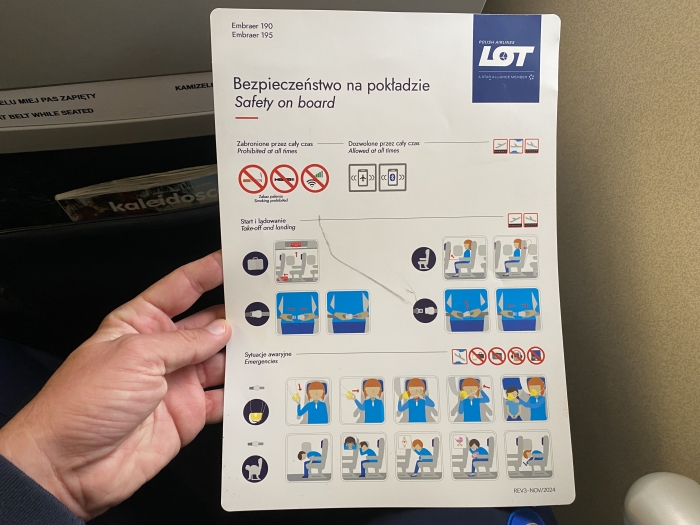 Embraer 190
Embraer 195
POLISH AIRLINES
LOT
A STAR ALLIANCE MEMBER
Bezpieczeństwo na pokładzie
Safety on board
ELU MIEJ PAS ZAPIĘTY
KAMIZEL
T BELT WHILE SEATED
kaleidosc
Zabronione przez cały czas
Prohibited at all times
Dozwolone przez cały czas
Allowed at all times
Zakaz palenia
Smoking prohibited
Start i lądowanie
Take-off and landing
Sytuacje awaryjne
Emergencies
REV3-NOV/2024